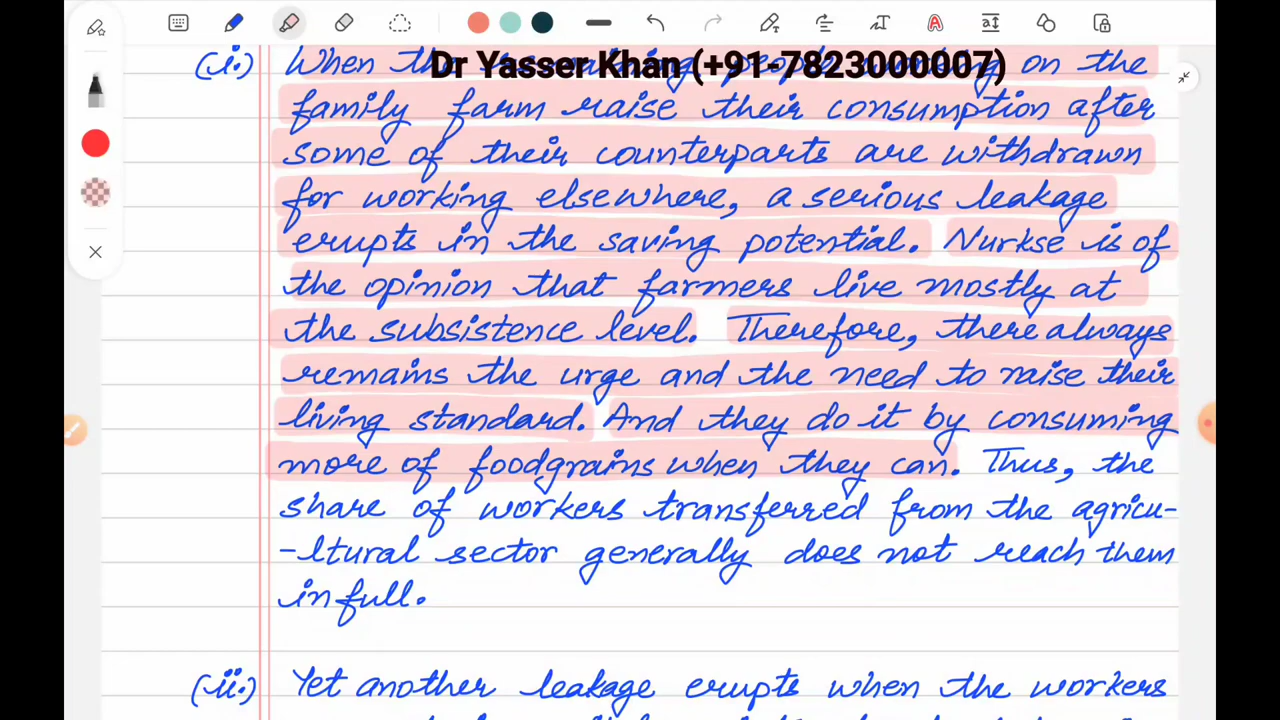 Dr Yasser Khan (+91-7823000007)
(i.) When the remaining people working on the
family farm raise their consumption after
some of their counterparts are withdrawn
for working elsewhere, a serious leakage
erupts in the saving potential. Nurkse is of
the opinion that farmers live mostly at
the subsistence level. Therefore, there always
remains the urge and the need to raise their
living standard. And they do it by consuming
more of foodgrains when they can. Thus, the
share of workers transferred from the agricu-
-ltural sector generally does not reach them
in full.
(ii.) Yet another leakage erupts when the workers